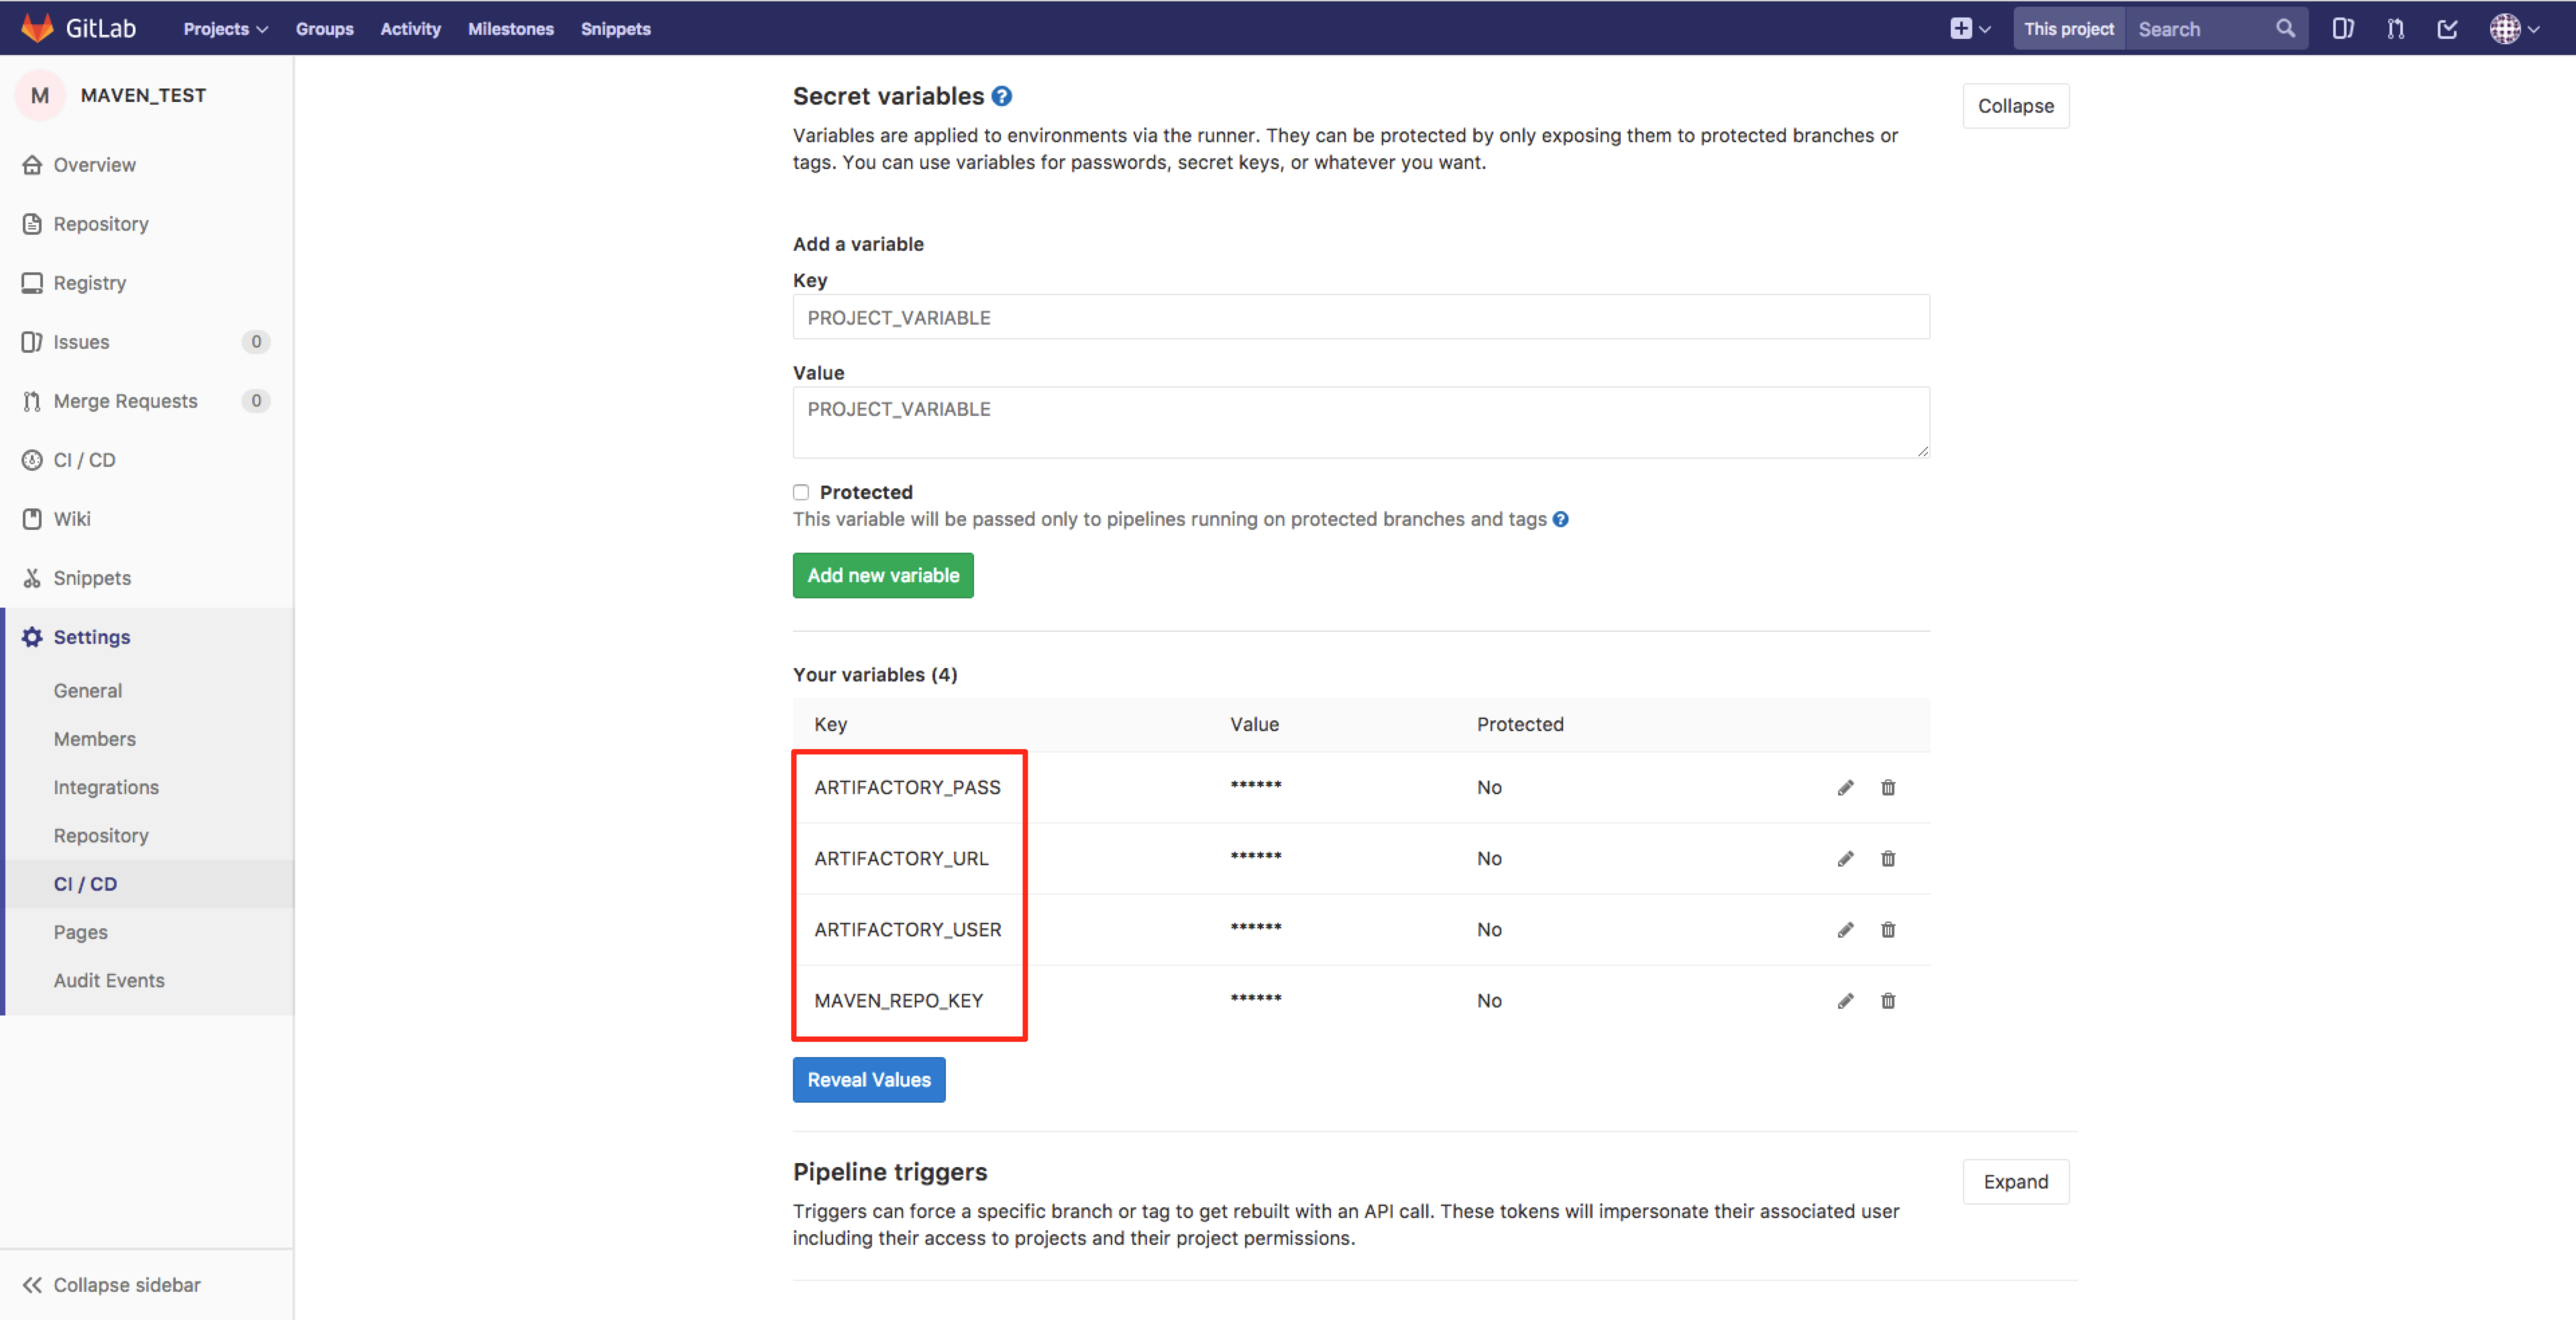 GitLab Projects Groups Activity Milestones Snippets This project Search
M MAVEN_TEST
Overview
Repository
Registry
Issues 0
Merge Requests 0
CI / CD
Wiki
Snippets
Settings
General
Members
Integrations
Repository
CI / CD
Pages
Audit Events
Collapse sidebar
Secret variables
Collapse
Variables are applied to environments via the runner. They can be protected by only exposing them to protected branches or
tags. You can use variables for passwords, secret keys, or whatever you want.
Add a variable
Key
PROJECT_VARIABLE
Value
PROJECT_VARIABLE
Protected
This variable will be passed only to pipelines running on protected branches and tags
Add new variable
Your variables (4)
Key Value Protected
ARTIFACTORY_PASS ****** No
ARTIFACTORY_URL ****** No
ARTIFACTORY_USER ****** No
MAVEN_REPO_KEY ****** No
Reveal Values
Pipeline triggers
Expand
Triggers can force a specific branch or tag to get rebuilt with an API call. These tokens will impersonate their associated user
including their access to projects and their project permissions.